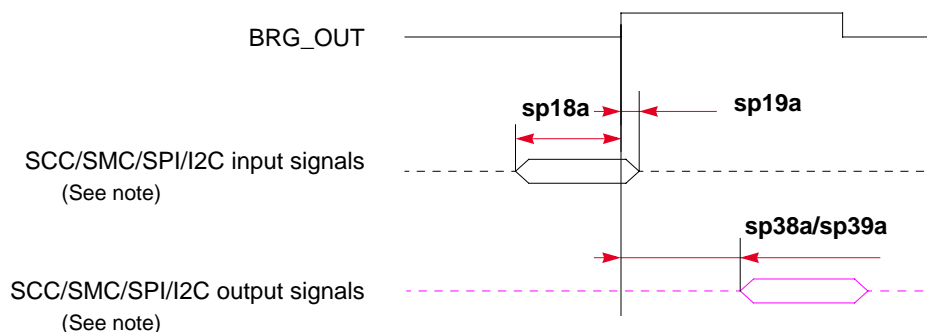 BRG_OUT
sp18a
sp19a
SCC/SMC/SPI/I2C input signals
(See note)
sp38a/sp39a
SCC/SMC/SPI/I2C output signals
(See note)